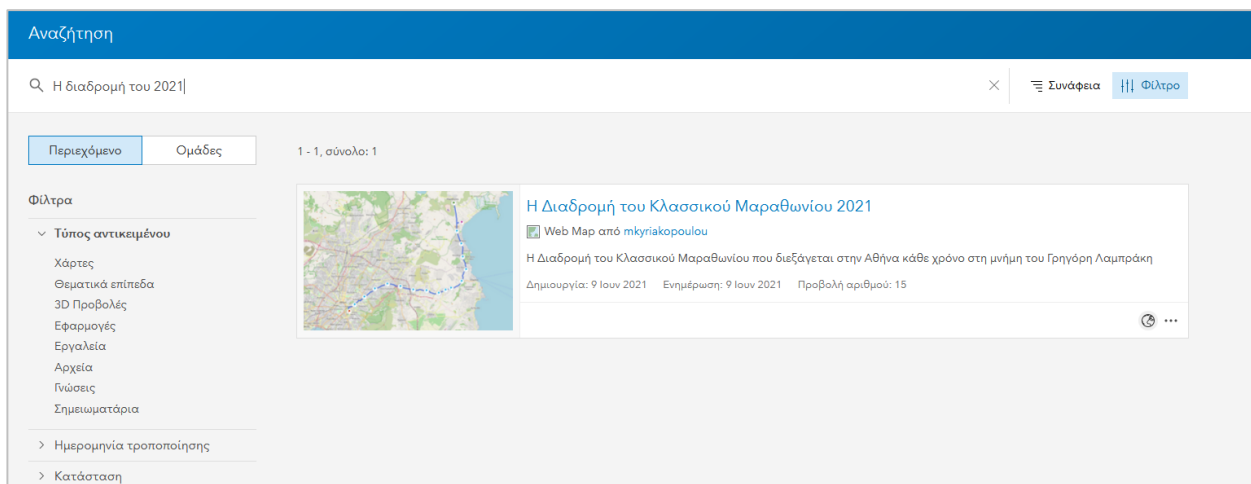 Αναζήτηση
Η διαδρομή του 2021
Συνάφεια
Φίλτρο
Περιεχόμενο
Ομάδες
1 - 1, σύνολο: 1
Φίλτρα
Τύπος αντικειμένου
Χάρτες
Θεματικά επίπεδα
3D Προβολές
Εφαρμογές
Εργαλεία
Αρχεία
Γνώσεις
Σημειωματάρια
Ημερομηνία τροποποίησης
Κατάσταση
Η Διαδρομή του Κλασσικού Μαραθωνίου 2021
Web Map από mkyriakopoulou
Η Διαδρομή του Κλασσικού Μαραθωνίου που διεξάγεται στην Αθήνα κάθε χρόνο στη μνήμη του Γρηγόρη Λαμπράκη
Δημιουργία: 9 Ιουν 2021 Ενημέρωση: 9 Ιουν 2021 Προβολή αριθμού: 15